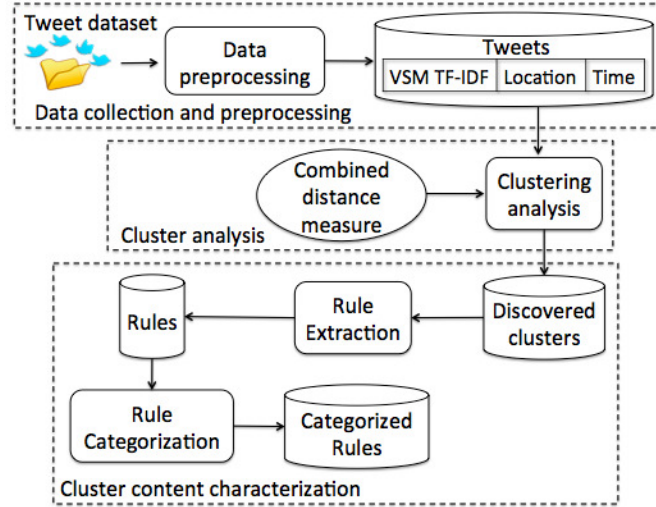 Tweet dataset
Data
preprocessing
Tweets
VSM TF-IDF Location Time
Data collection and preprocessing
Combined
distance
measure
Clustering
analysis
Cluster analysis
Rules
Rule
Extraction
Discovered
clusters
Rule
Categorization
Categorized
Rules
Cluster content characterization